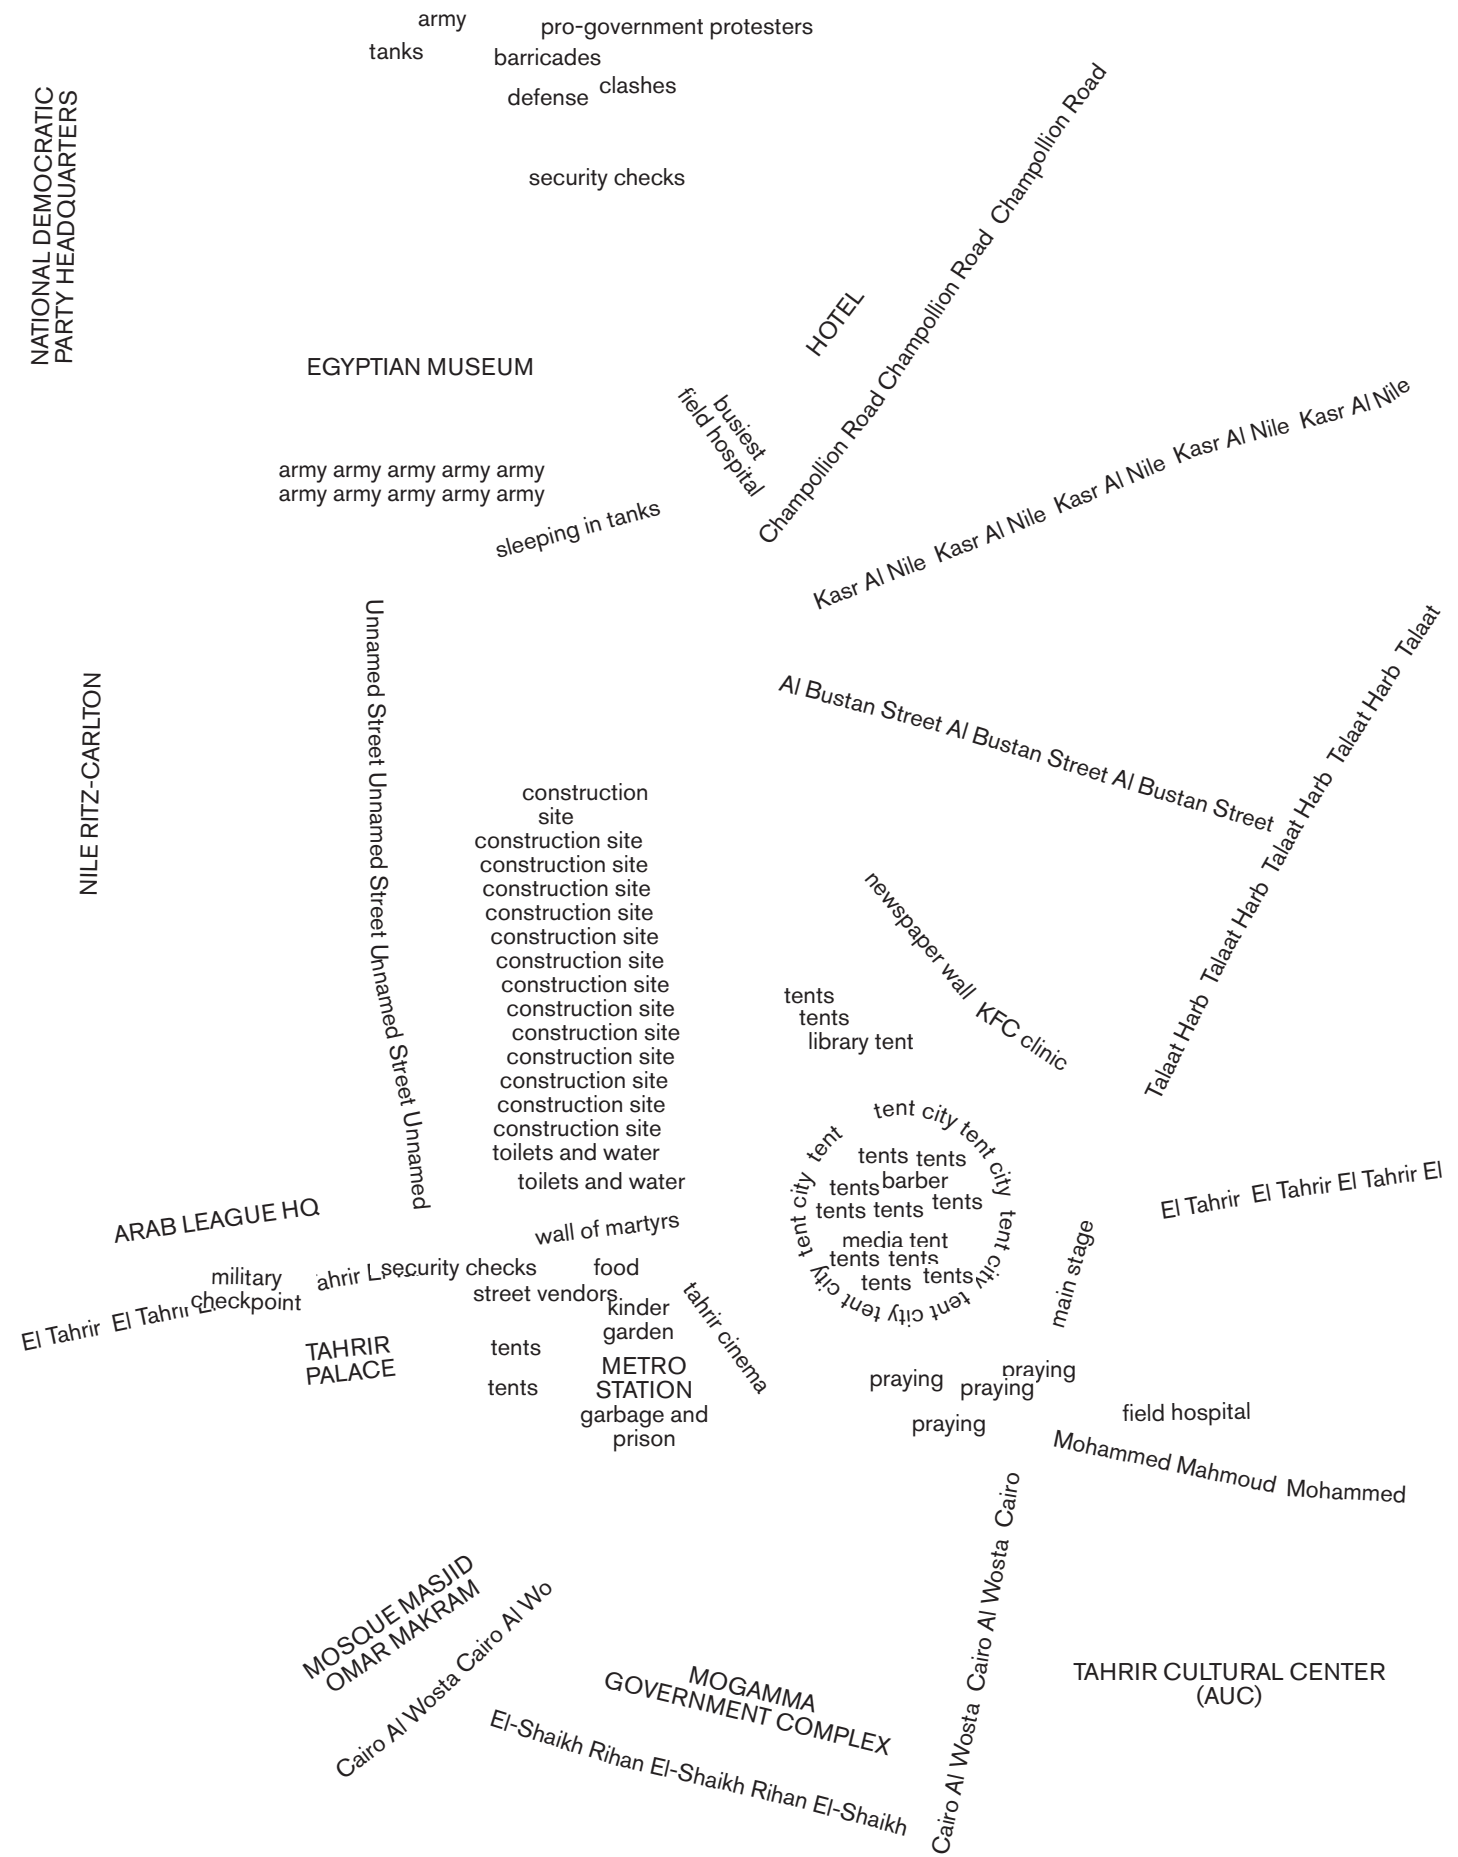 army
pro-government protesters
tanks
barricades
clashes
defense
security checks
NATIONAL DEMOCRATIC
PARTY HEADQUARTERS
Champollion Road Champollion Road Champollion Road
HOTEL
EGYPTIAN MUSEUM
busiest
field hospital
Kasr Al Nile Kasr Al Nile Kasr Al Nile Kasr Al Nile Kasr Al Nile
army army army army army
army army army army army
sleeping in tanks
Unnamed Street Unnamed Street Unnamed Street Unnamed
NILE RITZ-CARLTON
Al Bustan Street Al Bustan Street Al Bustan Street
Talaat Harb Talaat Harb Talaat Harb Talaat Harb Talaat
construction
site
construction site
construction site
construction site
construction site
construction site
construction site
construction site
construction site
construction site
construction site
construction site
construction site
construction site
toilets and water
toilets and water
newspaper wall KFC clinic
tents
tents
library tent
tent city tent city tent city tent city tent city tent city tent
tents tents
barber
tents
tents tents
tents
media tent
tents tents
tents
tents
El Tahrir El Tahrir El Tahrir El
main stage
ARAB LEAGUE HQ
wall of martyrs
military
checkpoint
El Tahrir El Tahrir
ahrir
security checks
food
street vendors
kinder
garden
tahrir cinema
TAHRIR
PALACE
tents
tents
METRO
STATION
garbage and
prison
praying
praying
praying
praying
field hospital
Mohammed Mahmoud Mohammed
Cairo Al Wosta Cairo Al Wosta Cairo
MOSQUE MASJID
OMAR MAKRAM
Cairo Al Wosta Cairo Al Wo
MOGAMMA
GOVERNMENT COMPLEX
El-Shaikh Rihan El-Shaikh Rihan El-Shaikh
TAHRIR CULTURAL CENTER
(AUC)